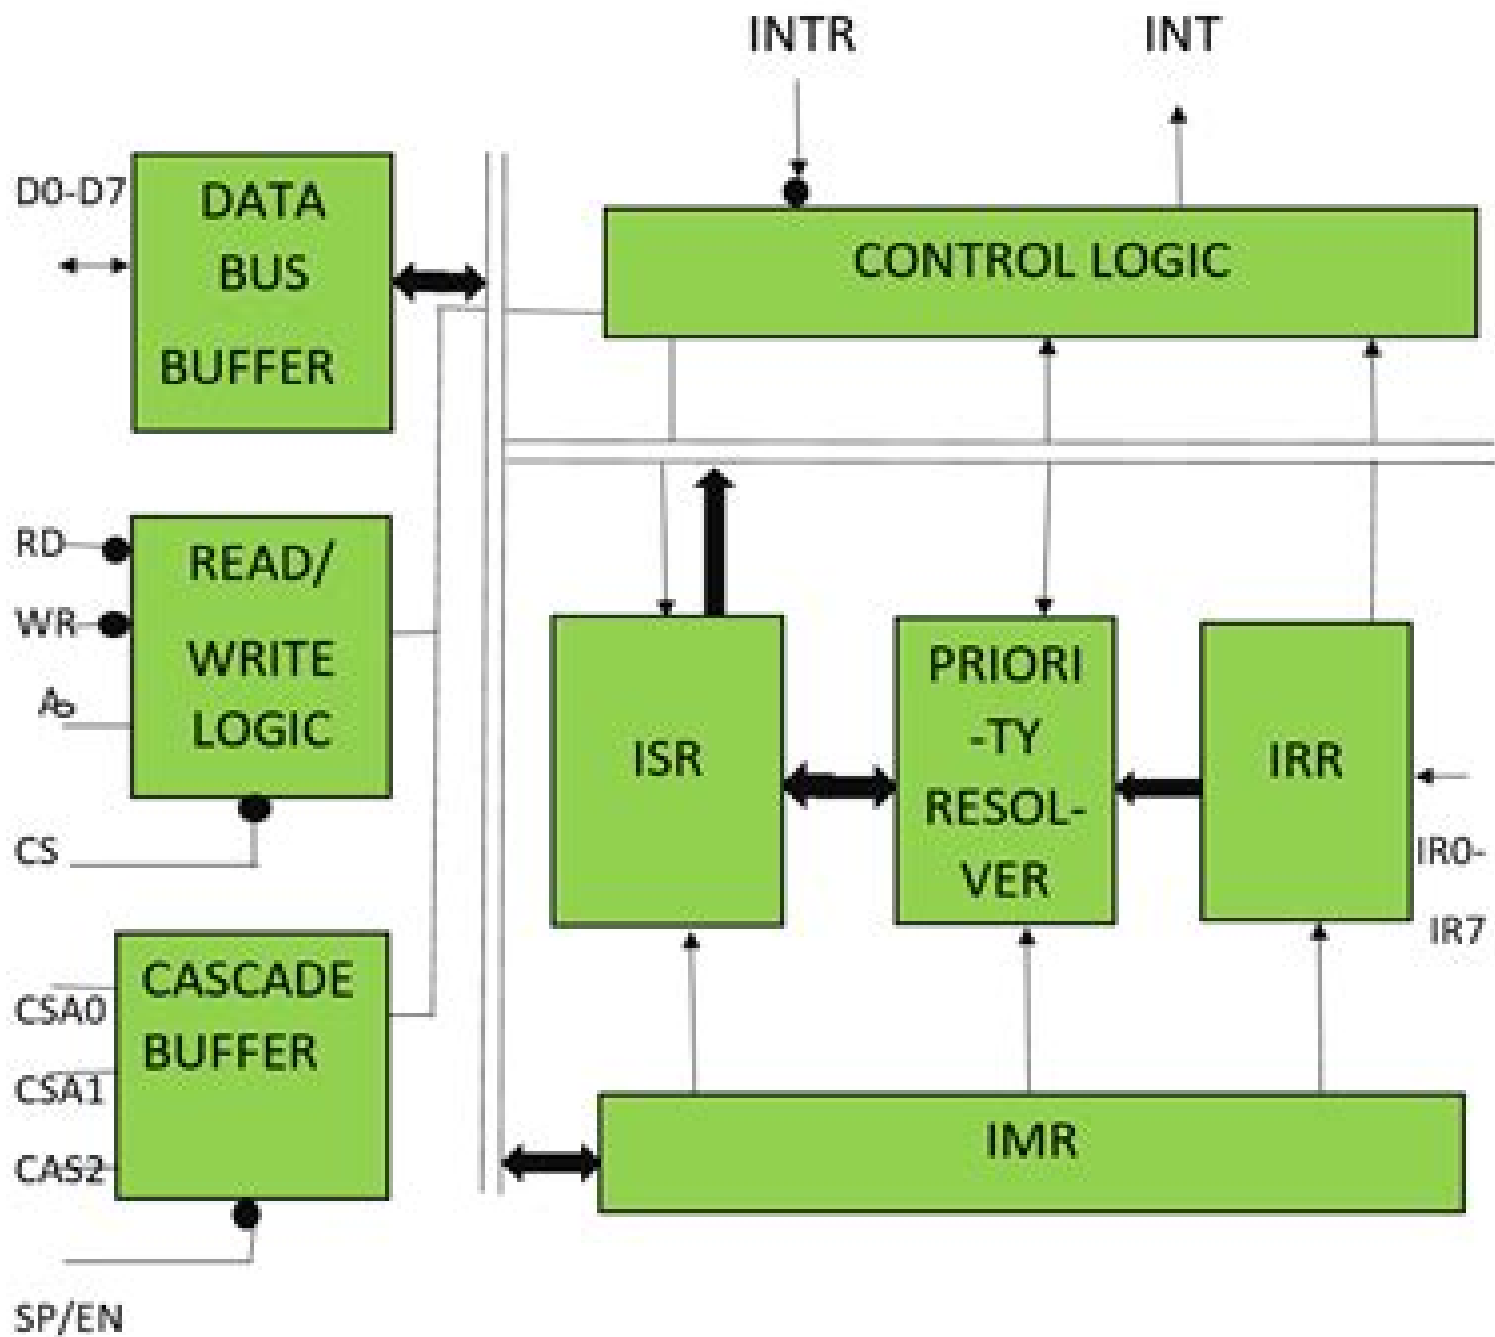 INTR
INT
D0-D7
DATA
BUS
BUFFER
CONTROL LOGIC
RD
WR
READ/
WRITE
LOGIC
CS
ISR
PRIORI
-TY
RESOL-
VER
IRR
IR0-
IR7
CASCADE
BUFFER
CSA0
CSA1
CAS2
IMR
SP/EN